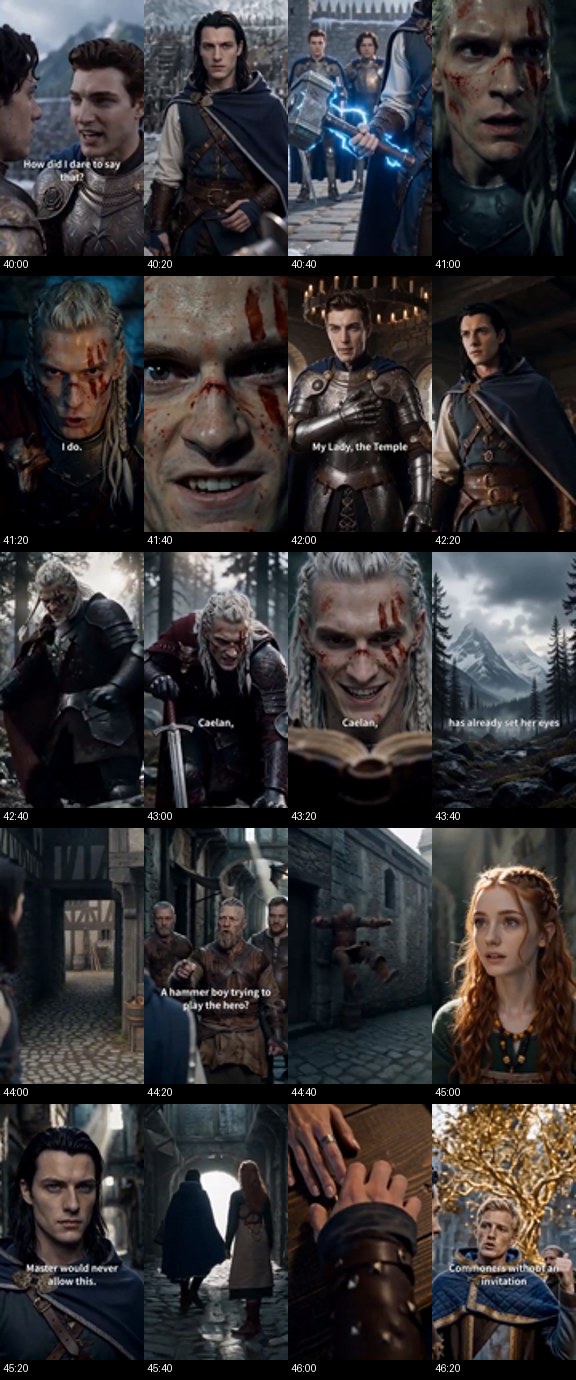 How did I dare to say
that?
40:00
40:20
40:40
41:00
I do.
My Lady, the Temple
41:20
41:40
42:00
42:20
Caelan,
Caelan,
has already set her eyes
42:40
43:00
43:20
43:40
A hammer boy trying to
play the hero?
44:00
44:20
44:40
45:00
Master would never
allow this.
Commoners without an
invitation
45:20
45:40
46:00
46:20